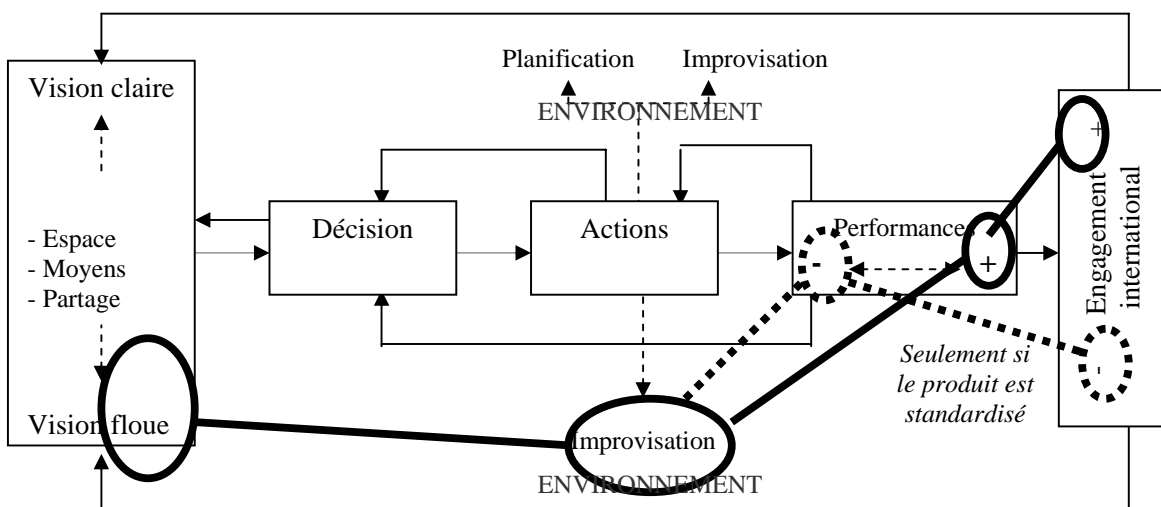 Planification
Improvisation
ENVIRONNEMENT
Vision claire
- Espace
- Moyens
- Partage
Vision floue
Décision
Actions
Performances
-
+
Engagement
international
+
-
Seulement si
le produit est
standardisé
Improvisation
ENVIRONNEMENT